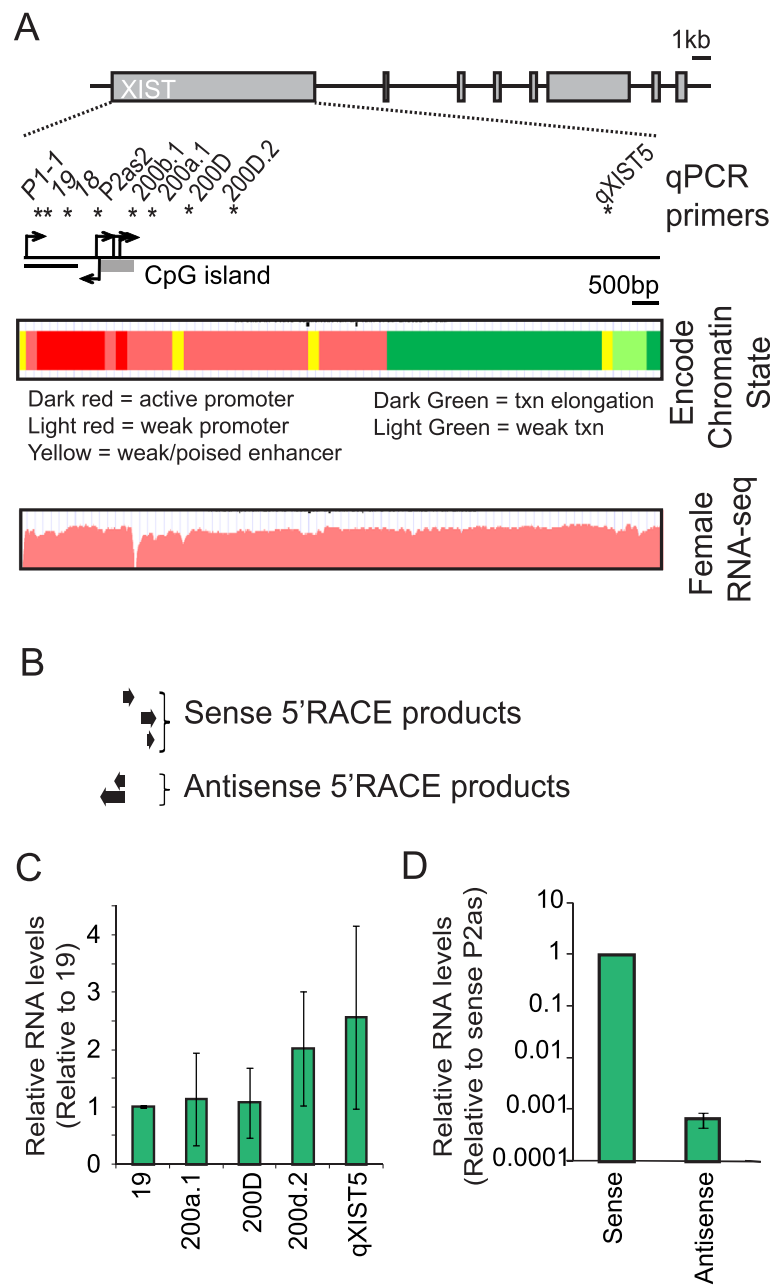 A
1kb
XIST
P1-1
19
18
P2as2
200b.1
200a.1
200D
200D.2
qXIST5
qPCR
primers
** * * * * * * *
CpG island
500bp
Encode
Chromatin
State
Dark red = active promoter
Light red = weak promoter
Yellow = weak/poised enhancer
Dark Green = txn elongation
Light Green = weak txn
Female
RNA-seq
B
Sense 5’RACE products
Antisense 5’RACE products
C
Relative RNA levels
(Relative to 19)
4
3
2
1
0
19
200a.1
200D
200d.2
qXIST5
D
Relative RNA levels
(Relative to sense P2as)
10
1
0.1
0.01
0.001
0.0001
Sense
Antisense